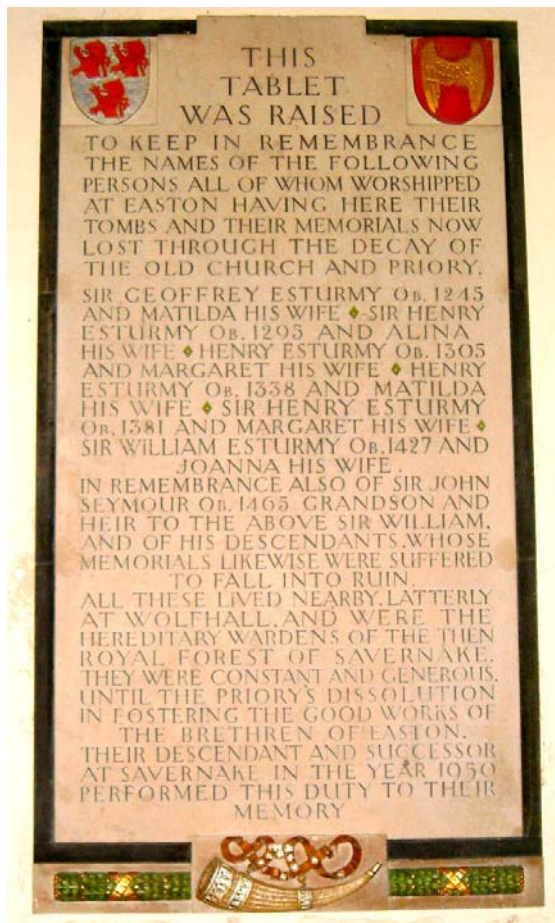 THIS
TABLET
WAS RAISED
TO KEEP IN REMEMBRANCE
THE NAMES OF THE FOLLOWING
PERSONS ALL OF WHOM WORSHIPPED
AT EASTON HAVING HERE THEIR
TOMBS AND THEIR MEMORIALS NOW
LOST THROUGH THE DECAY OF
THE OLD CHURCH AND PRIORY.
SIR GEOFFREY ESTURMY OB. 1245
AND MATILDA HIS WIFE ◆ SIR HENRY
ESTURMY OB. 1295 AND ALINA
HIS WIFE ◆ HENRY ESTURMY OB. 1305
AND MARGARET HIS WIFE ◆ HENRY
ESTURMY OB. 1338 AND MATILDA
HIS WIFE ◆ SIR HENRY ESTURMY
OB. 1381 AND MARGARET HIS WIFE ◆
SIR WILLIAM ESTURMY OB. 1427 AND
JOANNA HIS WIFE.
IN REMEMBRANCE ALSO OF SIR JOHN
SEYMOUR OB. 1465 GRANDSON AND
HEIR TO THE ABOVE SIR WILLIAM,
AND OF HIS DESCENDANTS, WHOSE
MEMORIALS LIKEWISE WERE SUFFERED
TO FALL INTO RUIN.
ALL THESE LIVED NEARBY, LATTERLY
AT WOLFHALL, AND WERE THE
HEREDITARY WARDENS OF THE THEN
ROYAL FOREST OF SAVERNAKE.
THEY WERE CONSTANT AND GENEROUS,
UNTIL THE PRIORY'S DISSOLUTION
IN FOSTERING THE GOOD WORKS OF
THE BRETHREN OF EASTON.
THEIR DESCENDANT AND SUCCESSOR
AT SAVERNAKE IN THE YEAR 1950
PERFORMED THIS DUTY TO THEIR
MEMORY